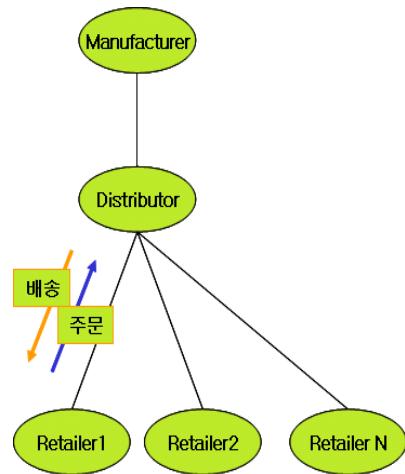 Manufacturer
Distributor
배송
주문
Retailer1
Retailer2
Retailer N